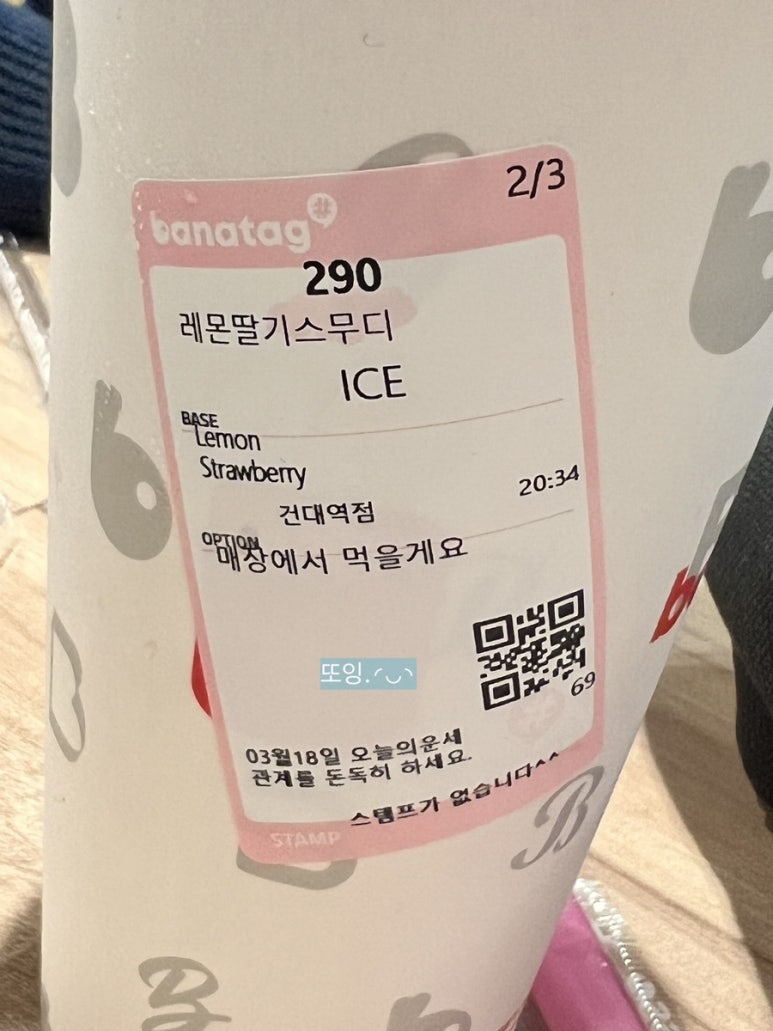 2/3
banatag#
290
레몬딸기스무디
ICE
BASE
Lemon
Strawberry
20:34
건대역점
OPTION
매장에서 먹을게요
또잉.◜◡◝
69
03월18일 오늘의운세
관계를 돈독히 하세요.
스탬프가 없습니다^^
STAMP